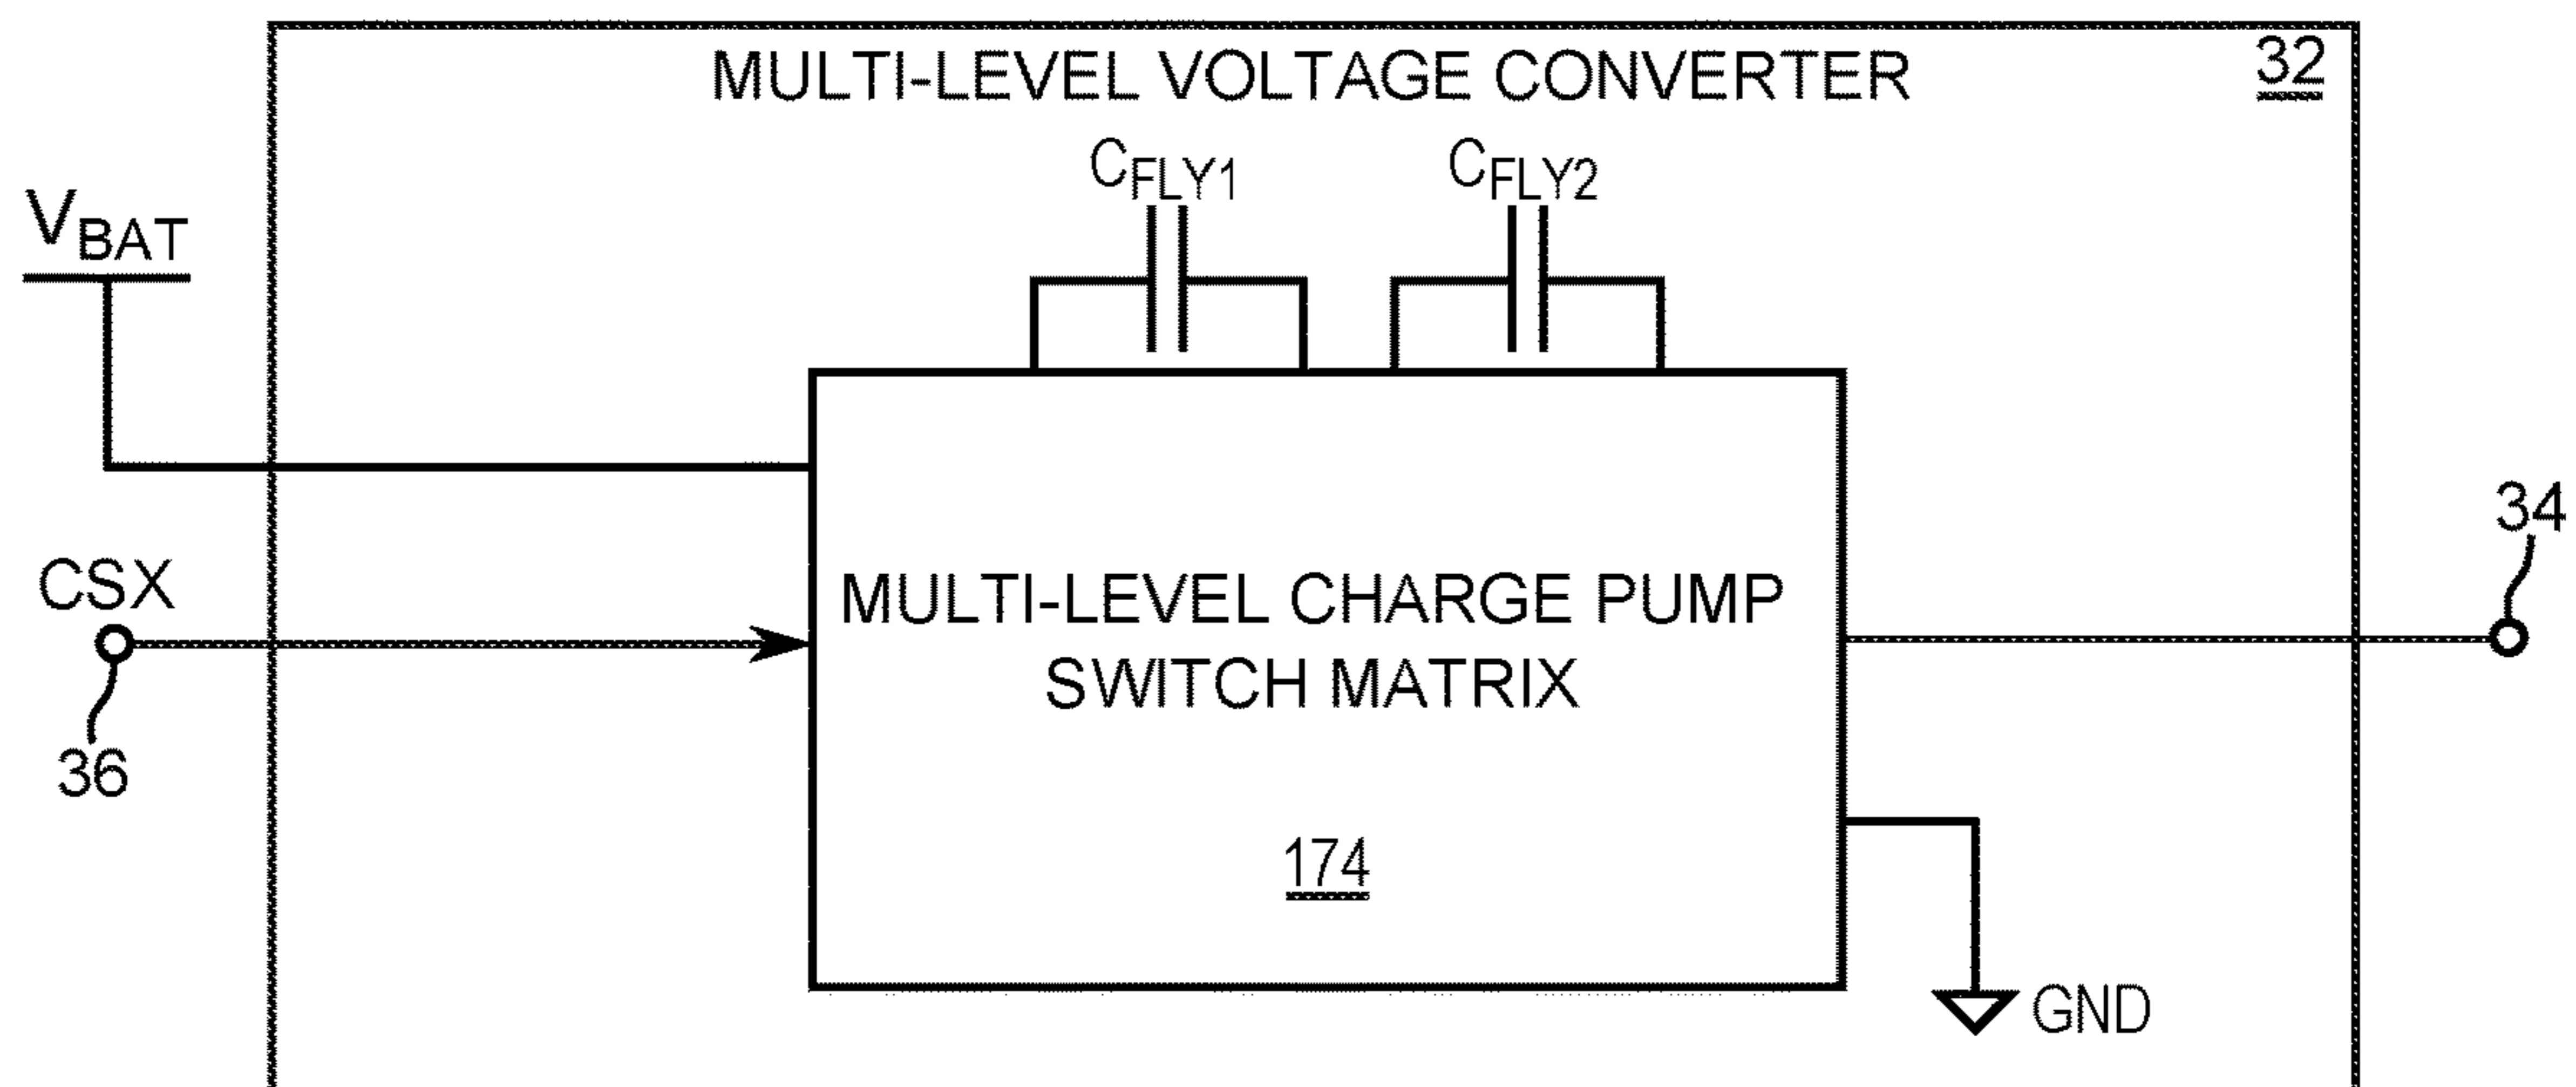 MULTI-LEVEL VOLTAGE CONVERTER
32
CFLY1
CFLY2
VBAT
34
CSX
MULTI-LEVEL CHARGE PUMP
SWITCH MATRIX
36
174
GND